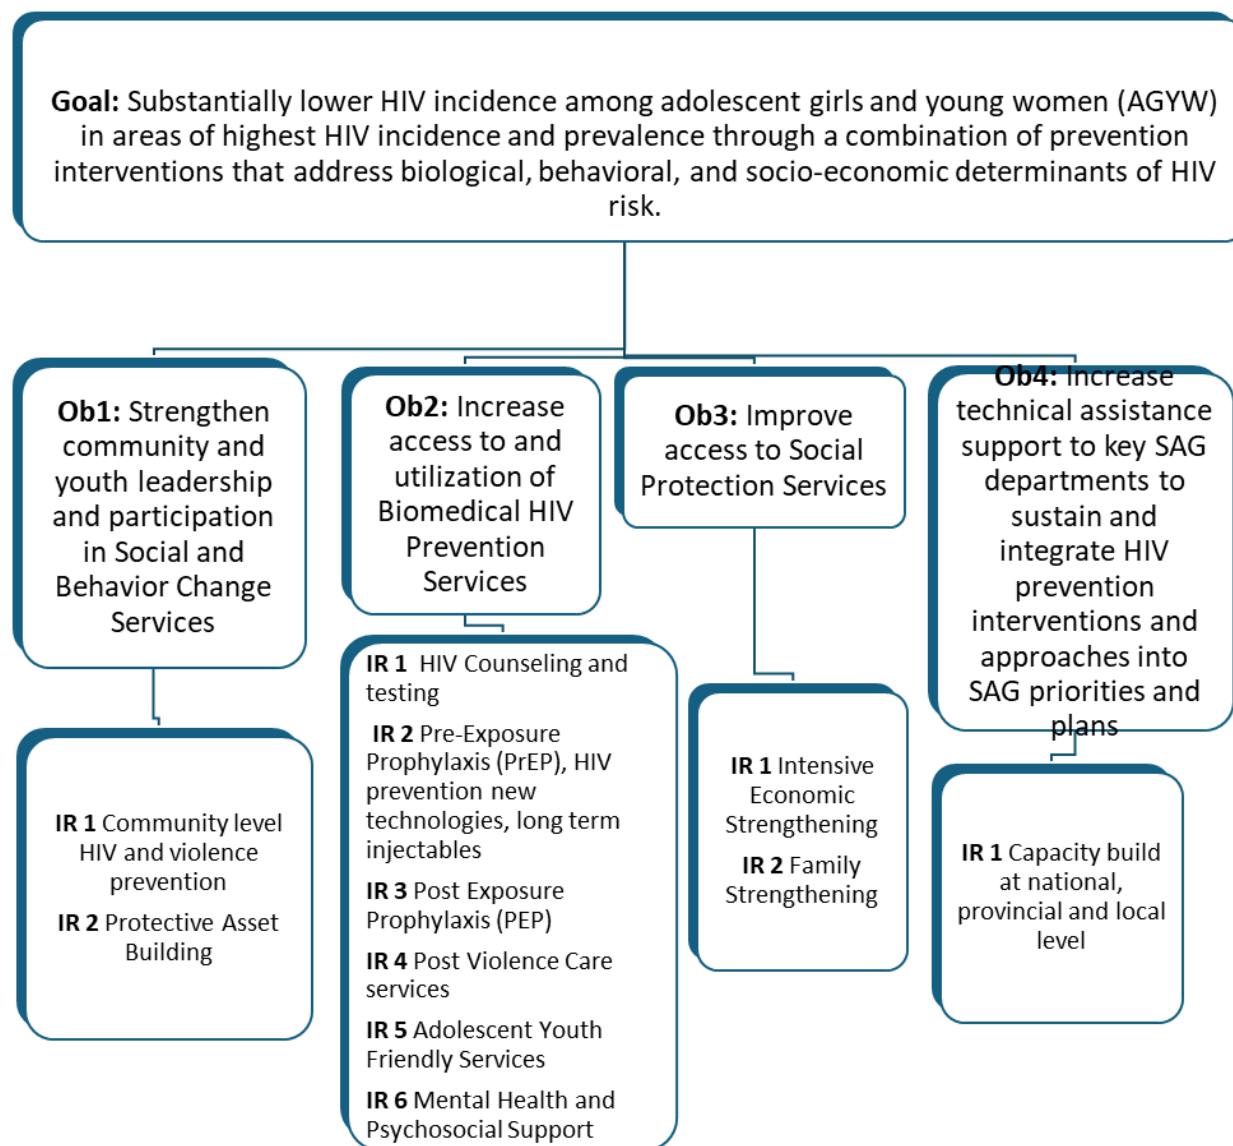 Goal: Substantially lower HIV incidence among adolescent girls and young women (AGYW)
in areas of highest HIV incidence and prevalence through a combination of prevention
interventions that address biological, behavioral, and socio-economic determinants of HIV
risk.
Ob1: Strengthen
community and
youth leadership
and participation
in Social and
Behavior Change
Services
IR 1 Community level
HIV and violence
prevention
IR 2 Protective Asset
Building
Ob2: Increase
access to and
utilization of
Biomedical HIV
Prevention
Services
IR 1 HIV Counseling and
testing
IR 2 Pre-Exposure
Prophylaxis (PrEP), HIV
prevention new
technologies, long term
injectables
IR 3 Post Exposure
Prophylaxis (PEP)
IR 4 Post Violence Care
services
IR 5 Adolescent Youth
Friendly Services
IR 6 Mental Health and
Psychosocial Support
Ob3: Improve
access to Social
Protection Services
IR 1 Intensive
Economic
Strengthening
IR 2 Family
Strengthening
Ob4: Increase
technical assistance
support to key SAG
departments to
sustain and
integrate HIV
prevention
interventions and
approaches into
SAG priorities and
plans
IR 1 Capacity build
at national,
provincial and local
level